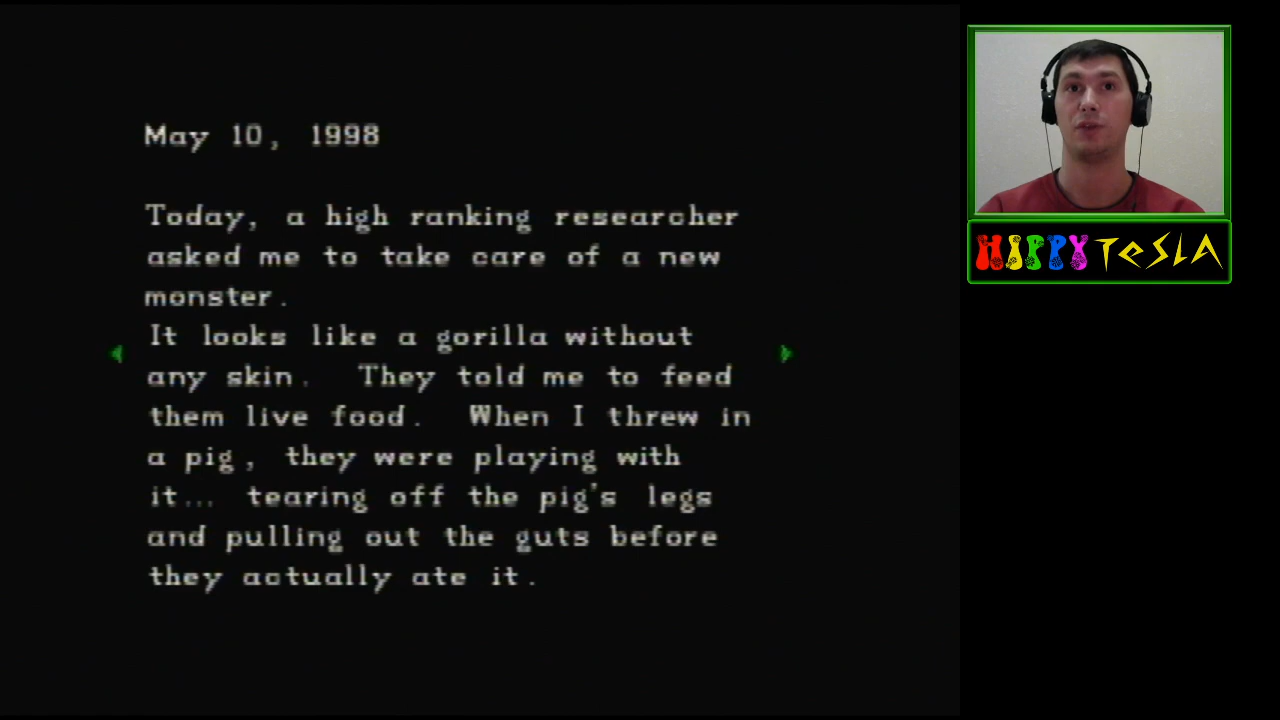 May 10, 1998
Today, a high ranking researcher
asked me to take care of a new
monster.
It looks like a gorilla without
any skin. They told me to feed
them live food. When I threw in
a pig, they were playing with
it... tearing off the pig's legs
and pulling out the guts before
they actually ate it.
HIPPYTESLA